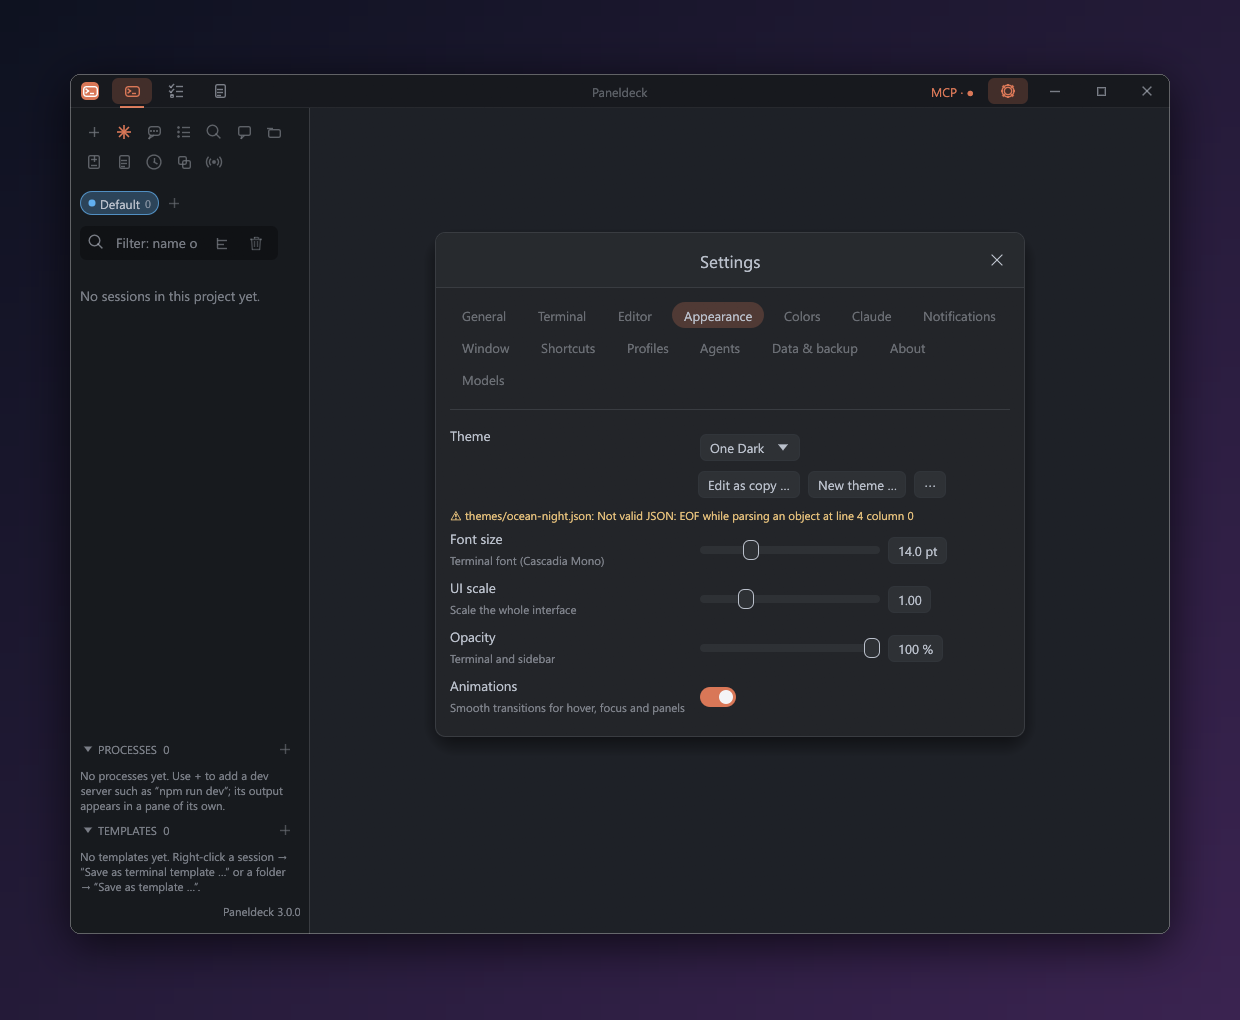 Paneldeck
MCP · ●
Default 0
Filter: name o
No sessions in this project yet.
Settings
General Terminal Editor Appearance Colors Claude Notifications
Window Shortcuts Profiles Agents Data & backup About
Models
Theme
One Dark
Edit as copy ... New theme ... ...
⚠ themes/ocean-night.json: Not valid JSON: EOF while parsing an object at line 4 column 0
Font size
Terminal font (Cascadia Mono)
14.0 pt
UI scale
Scale the whole interface
1.00
Opacity
Terminal and sidebar
100 %
Animations
Smooth transitions for hover, focus and panels
PROCESSES 0
No processes yet. Use + to add a dev
server such as “npm run dev”; its output
appears in a pane of its own.
TEMPLATES 0
No templates yet. Right-click a session →
“Save as terminal template ...” or a folder
→ “Save as template ...”.
Paneldeck 3.0.0